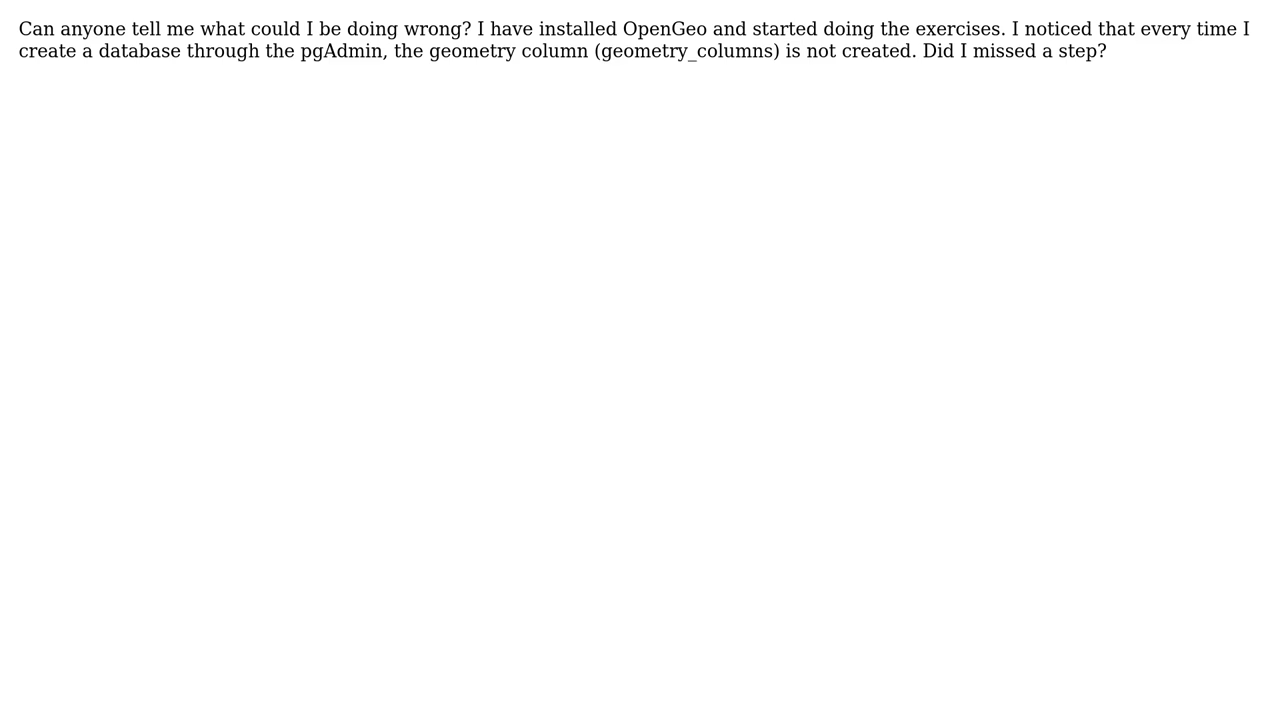 Can anyone tell me what could I be doing wrong? I have installed OpenGeo and started doing the exercises. I noticed that every time I
create a database through the pgAdmin, the geometry column (geometry_columns) is not created. Did I missed a step?